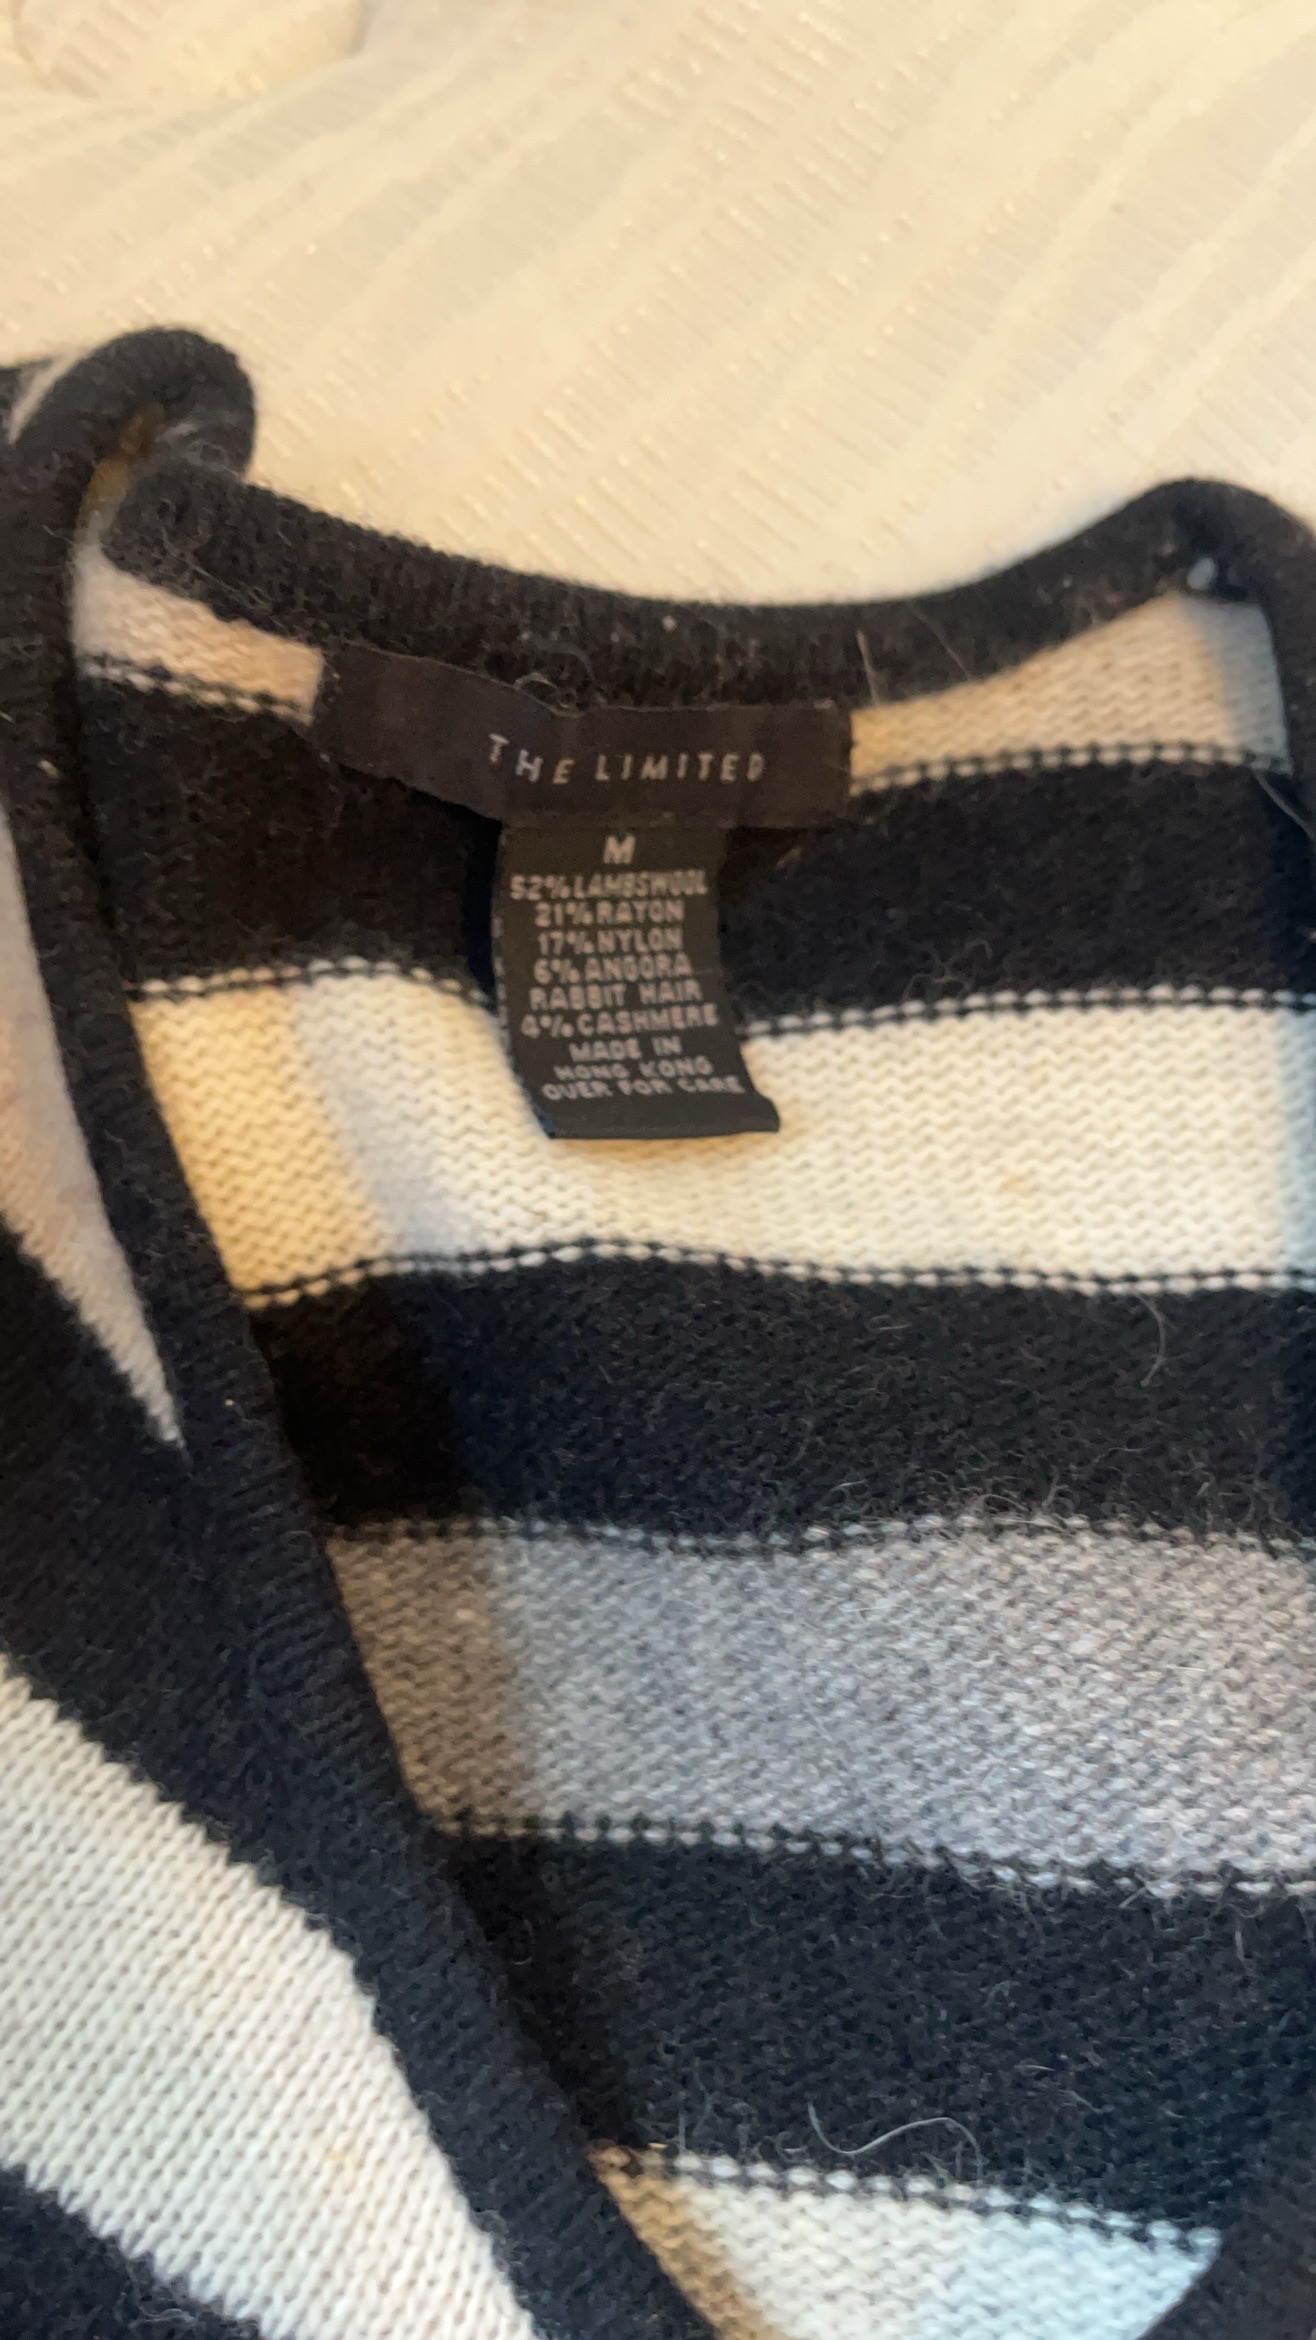 THE LIMITED
M
52% LAMBSWOOL
21% RAYON
17% NYLON
6% ANGORA
RABBIT HAIR
4% CASHMERE
MADE IN
HONG KONG
OVER FOR CARE